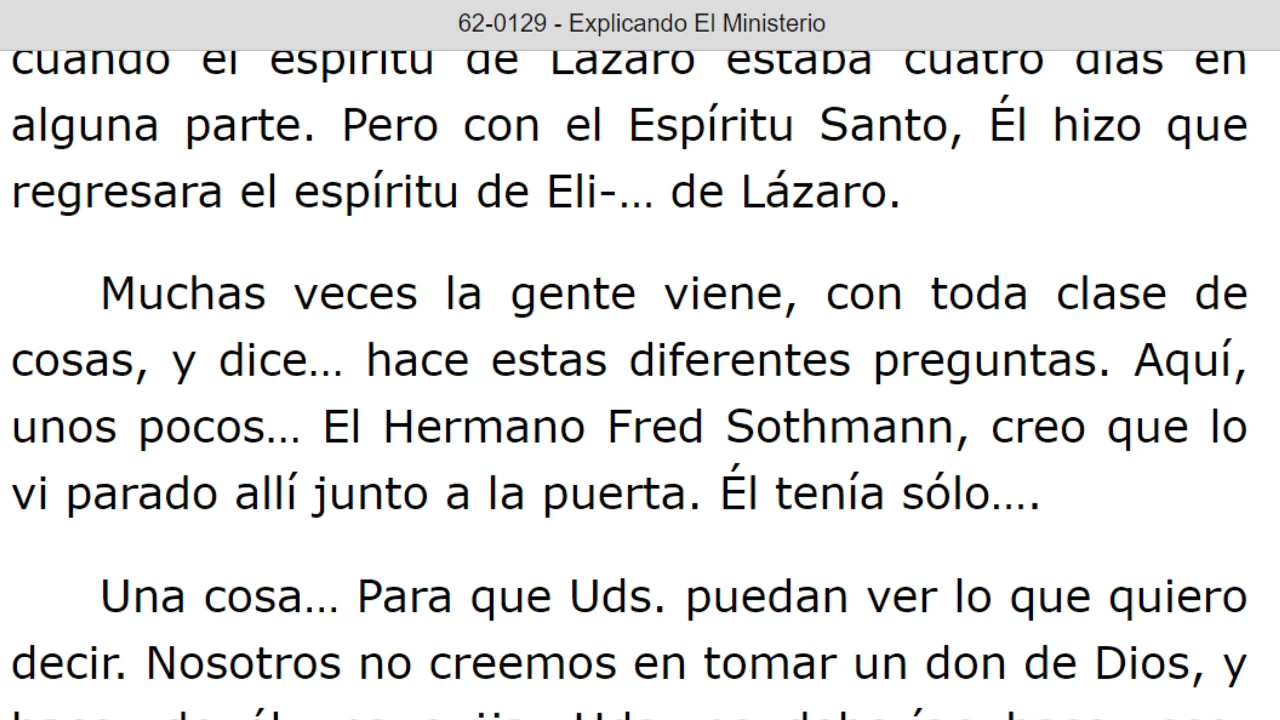 62-0129 - Explicando El Ministerio
cuando el espíritu de Lázaro estaba cuatro días en
alguna parte. Pero con el Espíritu Santo, Él hizo que
regresara el espíritu de Eli-… de Lázaro.
Muchas veces la gente viene, con toda clase de
cosas, y dice… hace estas diferentes preguntas. Aquí,
unos pocos… El Hermano Fred Sothmann, creo que lo
vi parado allí junto a la puerta. Él tenía sólo….
Una cosa… Para que Uds. puedan ver lo que quiero
decir. Nosotros no creemos en tomar un don de Dios, y